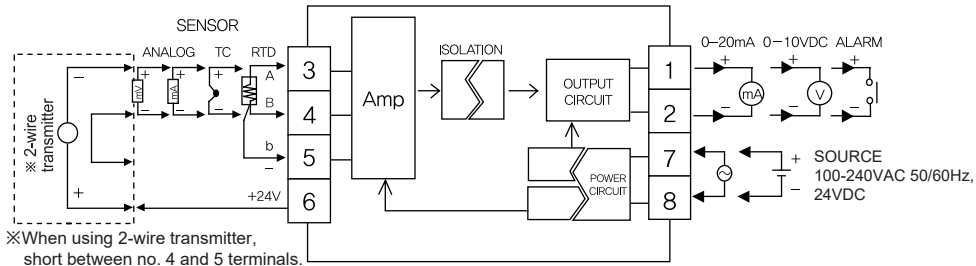 SENSOR
ANALOG TC RTD
ISOLATION
0-20mA 0-10VDC ALARM
※ 2-wire
transmitter
−
+
+
−
mV
+
−
mA
+
−
A
B
b
−
+24V
3
4
5
6
Amp
OUTPUT
CIRCUIT
POWER
CIRCUIT
1
2
7
8
+
−
mA
+
−
V
+
−
+
−
SOURCE
100-240VAC 50/60Hz,
24VDC
※When using 2-wire transmitter,
short between no. 4 and 5 terminals.